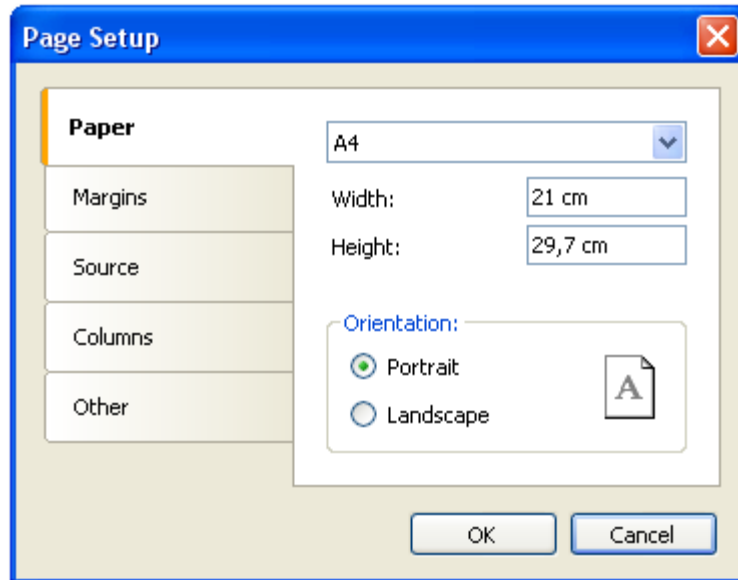 Page Setup
Paper
A4
Margins
Width:
21 cm
Height:
29,7 cm
Source
Columns
Orientation:
Portrait
A
Other
Landscape
OK
Cancel